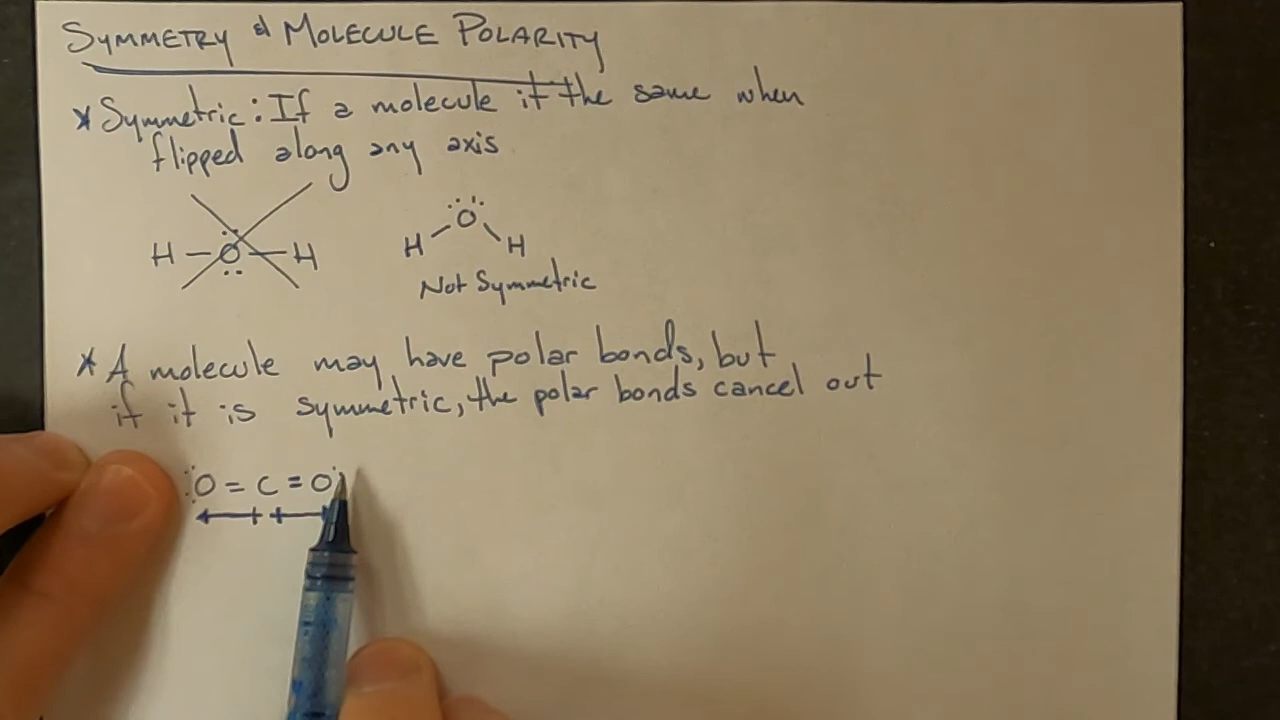 SYMMETRY & MOLECULE POLARITY
* Symmetric: If a molecule it the same when
flipped along any axis
H - O - H
O
H H
Not Symmetric
* A molecule may have polar bonds, but
if it is symmetric, the polar bonds cancel out
:O = C = O: